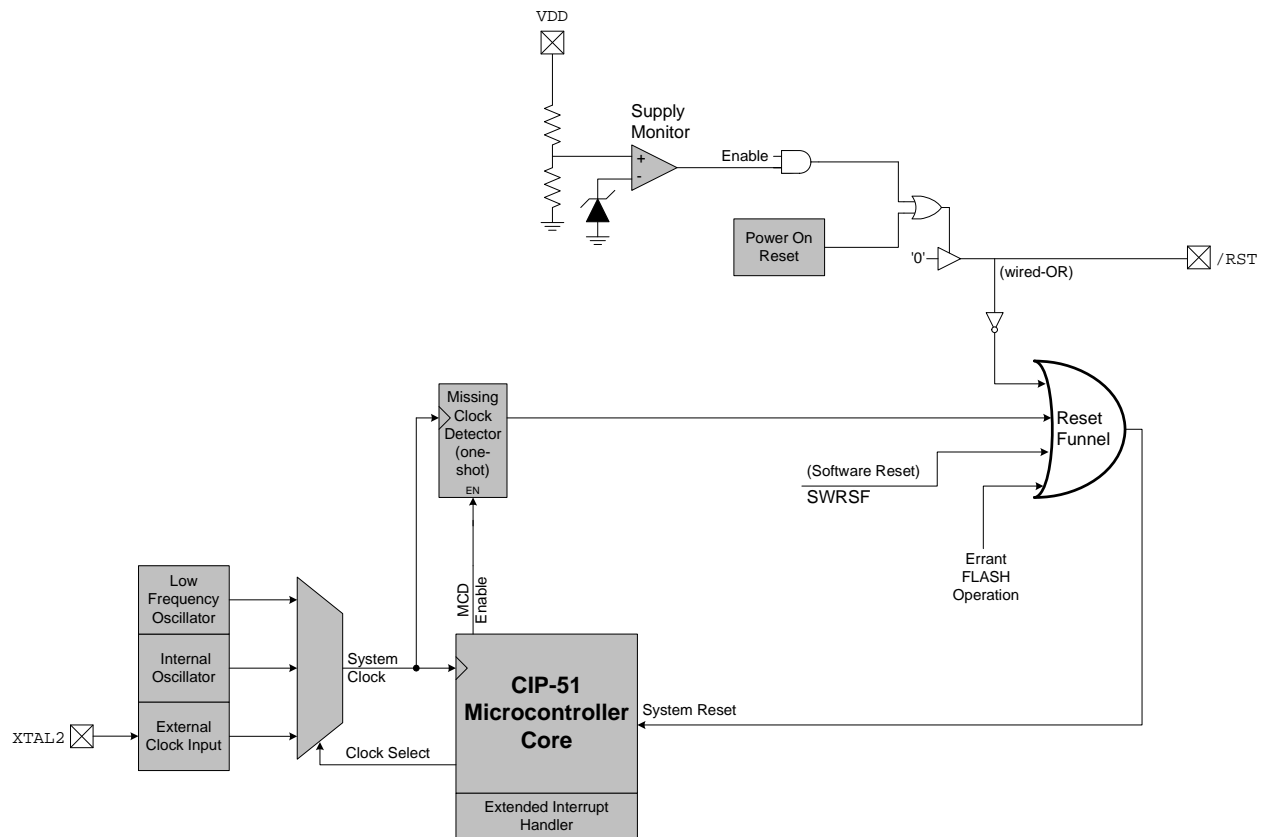 VDD
Supply
Monitor
+
-
Enable
Power On
Reset
'0'
(wired-OR)
/RST
Missing
Clock
Detector
(one-
shot)
EN
Reset
Funnel
(Software Reset)
SWRSF
Errant
FLASH
Operation
MCD
Enable
Low
Frequency
Oscillator
Internal
Oscillator
External
Clock Input
XTAL2
System
Clock
Clock Select
CIP-51
Microcontroller
Core
System Reset
Extended Interrupt
Handler